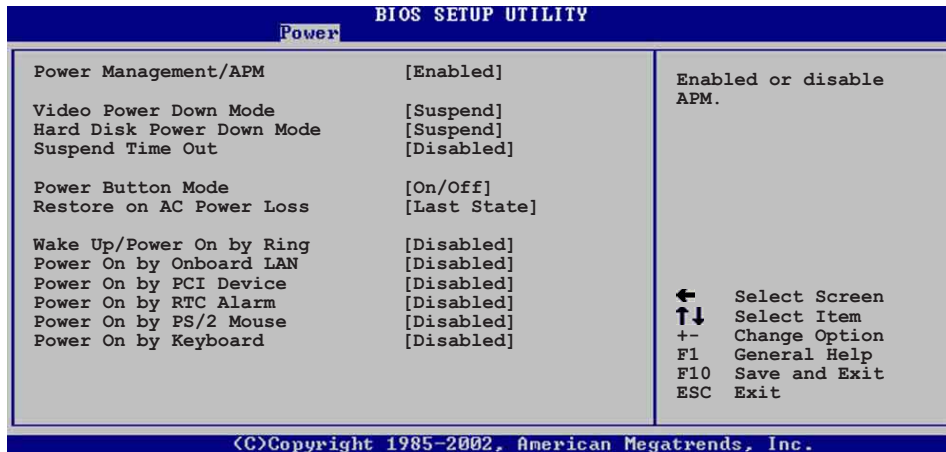 BIOS SETUP UTILITY
Power
Power Management/APM [Enabled]
Video Power Down Mode [Suspend]
Hard Disk Power Down Mode [Suspend]
Suspend Time Out [Disabled]
Power Button Mode [On/Off]
Restore on AC Power Loss [Last State]
Wake Up/Power On by Ring [Disabled]
Power On by Onboard LAN [Disabled]
Power On by PCI Device [Disabled]
Power On by RTC Alarm [Disabled]
Power On by PS/2 Mouse [Disabled]
Power On by Keyboard [Disabled]
Enabled or disable
APM.
← Select Screen
↑↓ Select Item
+- Change Option
F1 General Help
F10 Save and Exit
ESC Exit
(C)Copyright 1985-2002, American Megatrends, Inc.